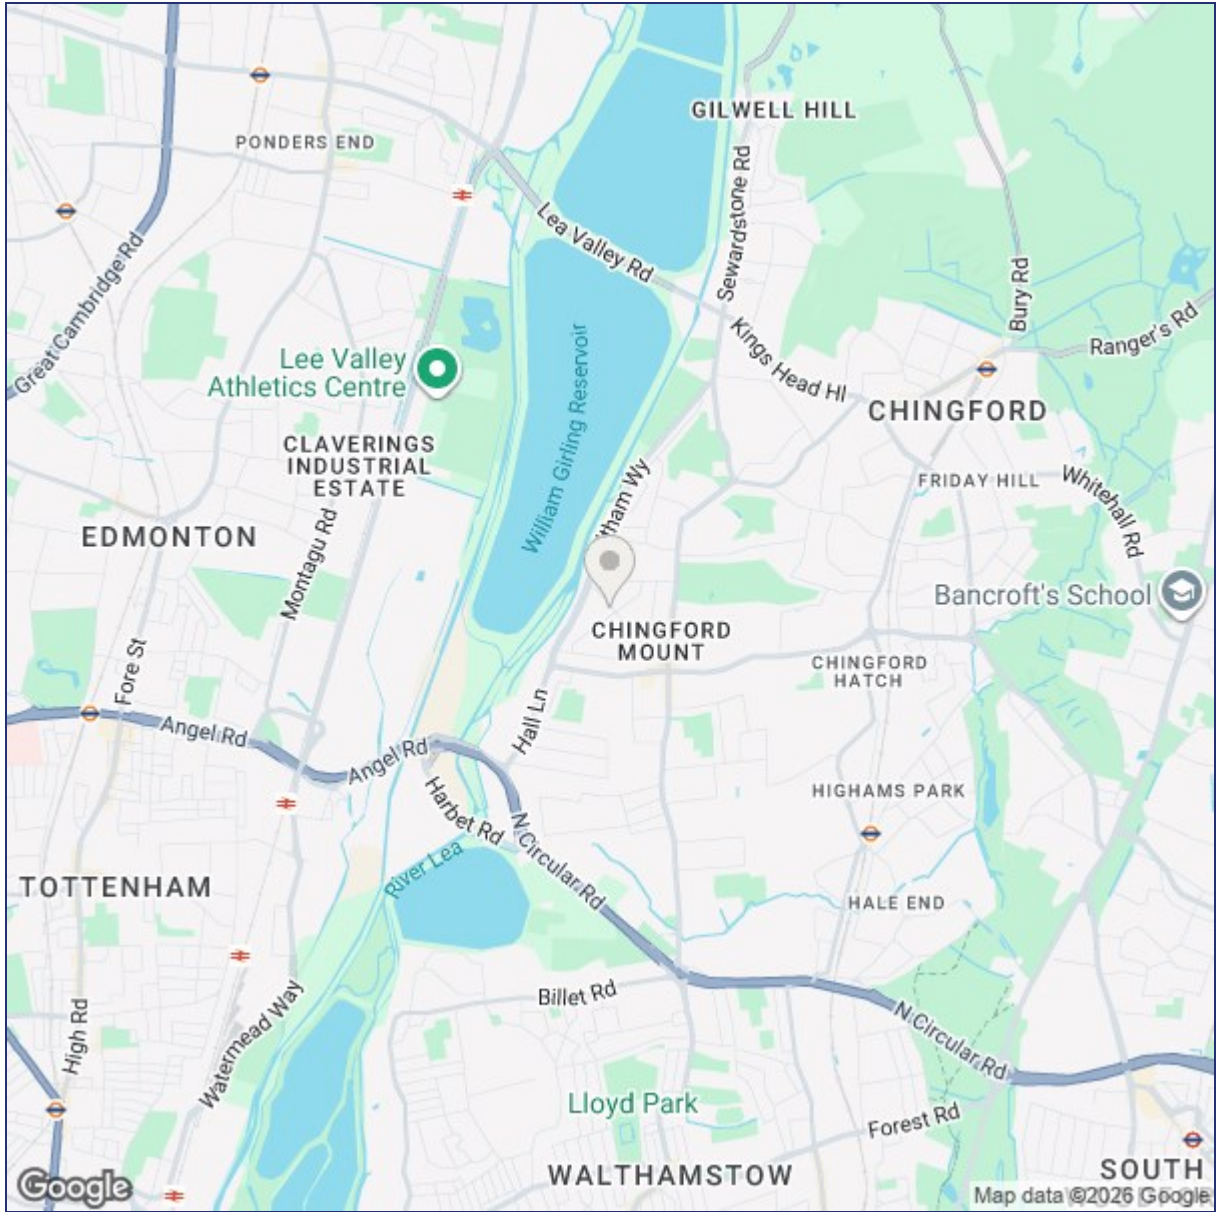 GILWELL HILL
PONDERS END
Lea Valley Rd
Sewardstone Rd
Bury Rd
Great Cambridge Rd
Ranger's Rd
Kings Head Hl
Lee Valley
Athletics Centre
William Girling Reservoir
CHINGFORD
CLAVERINGS
INDUSTRIAL
ESTATE
FRIDAY HILL
Whitehall Rd
EDMONTON
Montagu Rd
Bancroft's School
CHINGFORD
MOUNT
CHINGFORD
HATCH
Fore St
Angel Rd
Hall Ln
Angel Rd
HIGHAMS PARK
Harbet Rd
N Circular Rd
River Lea
TOTTENHAM
HALE END
Billet Rd
High Rd
Watermead Way
N Circular Rd
Lloyd Park
Forest Rd
WALTHAMSTOW
SOUTH
Google
Map data ©2026 Google